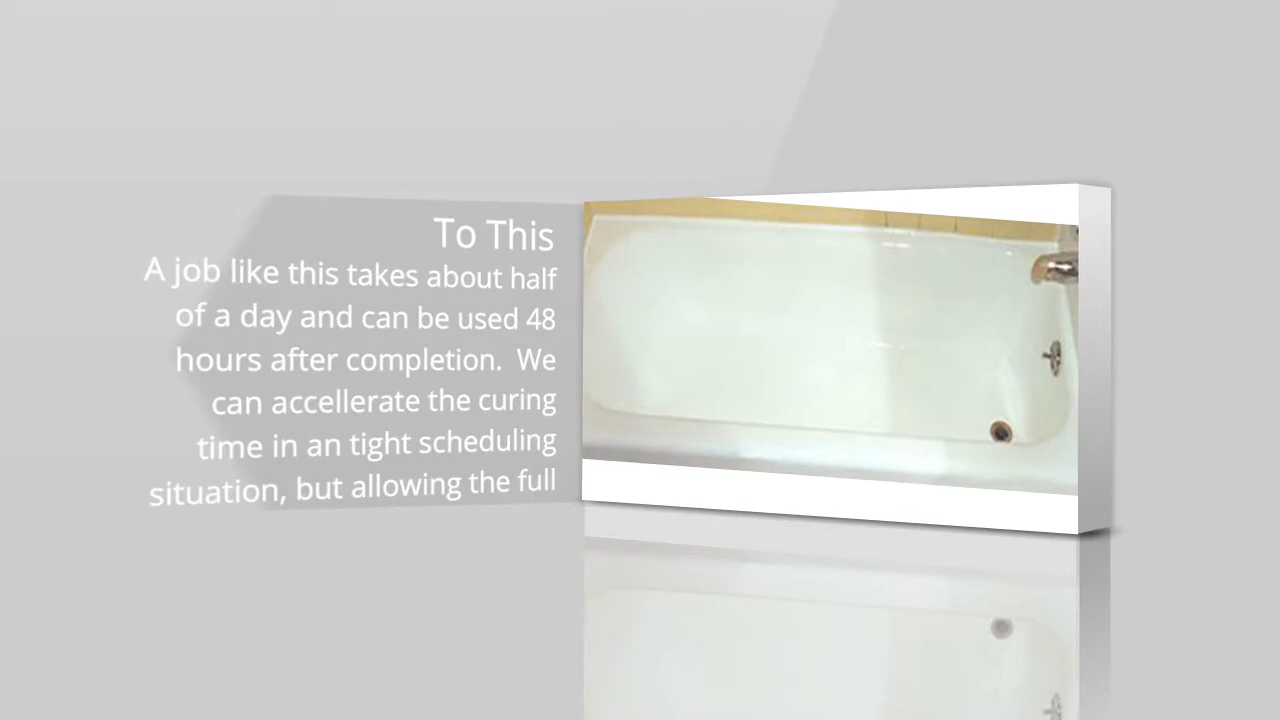 To This
A job like this takes about half
of a day and can be used 48
hours after completion.  We
can accellerate the curing
time in an tight scheduling
situation, but allowing the full